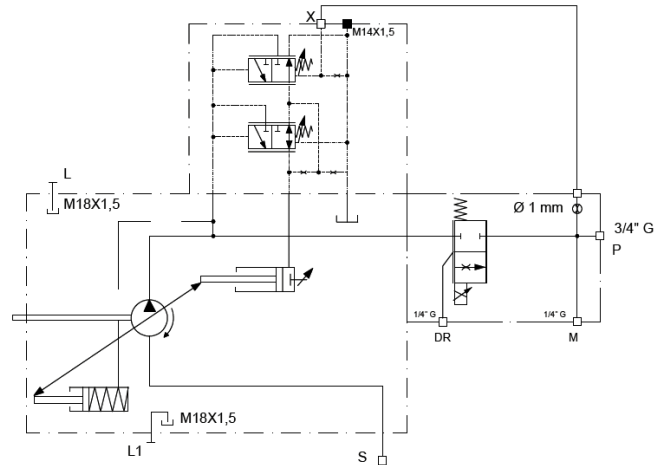 X
M14X1,5
L
M18X1,5
Ø 1 mm
3/4" G
P
1/4" G
1/4" G
DR
M
M18X1,5
L1
S